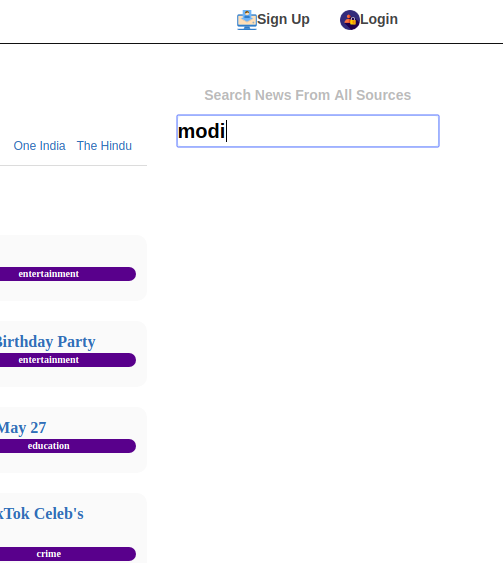 Sign Up Login
Search News From All Sources
modi
One India The Hindu
entertainment
Birthday Party
entertainment
May 27
education
kTok Celeb's
crime